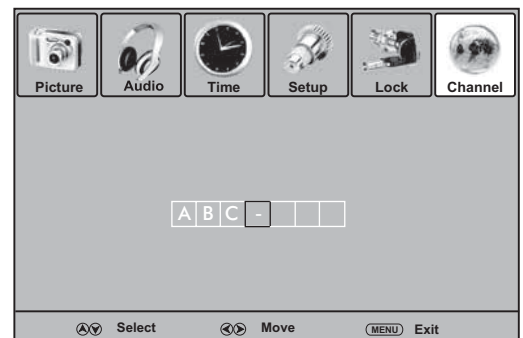 Picture Audio Time Setup Lock Channel
A B C -
Select Move MENU Exit